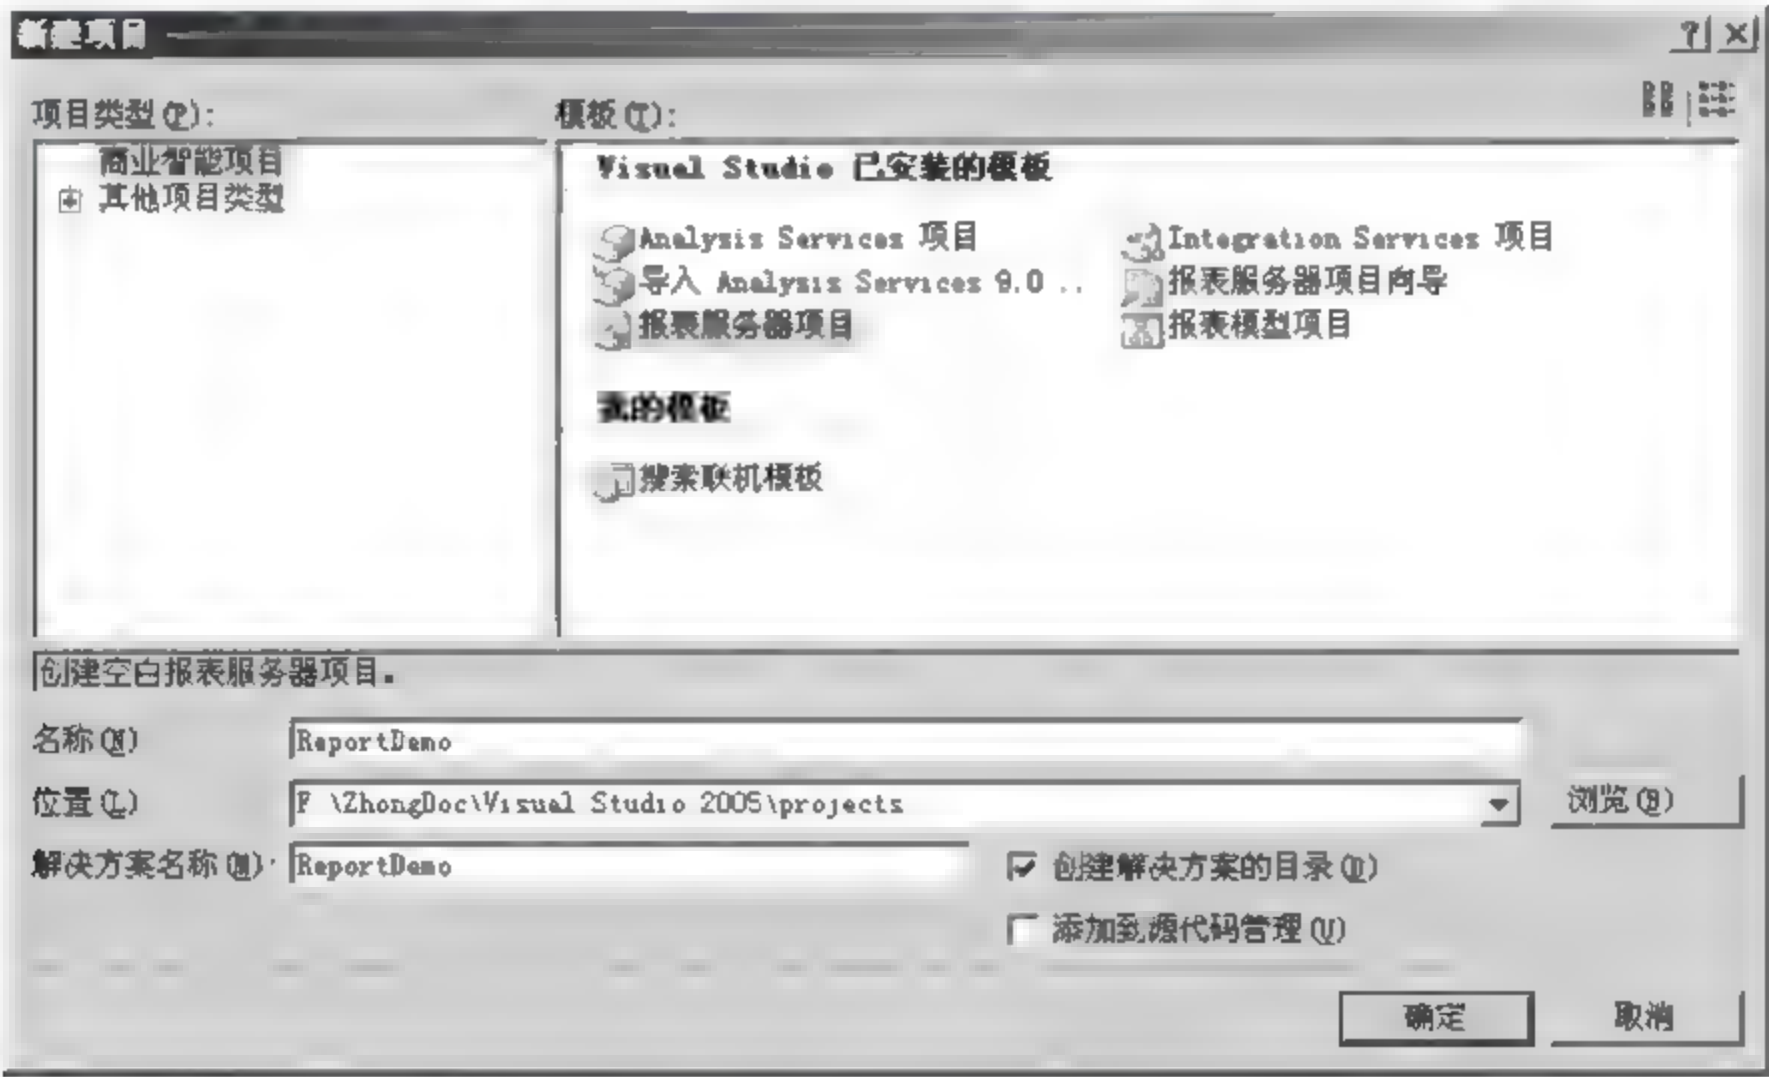 新建项目
项目类型(P):
模板(T):
商业智能项目
其他项目类型
Visual Studio 已安装的模板
Analysis Services 项目
Integration Services 项目
导入 Analysis Services 9.0 ..
报表服务器项目向导
报表服务器项目
报表模型项目
我的模板
搜索联机模板
创建空白报表服务器项目。
名称(N)
ReportDemo
位置(L)
F \ZhongDoc\Visual Studio 2005\projects
浏览(B)
解决方案名称(M):
ReportDemo
创建解决方案的目录(D)
添加到源代码管理(U)
确定
取消